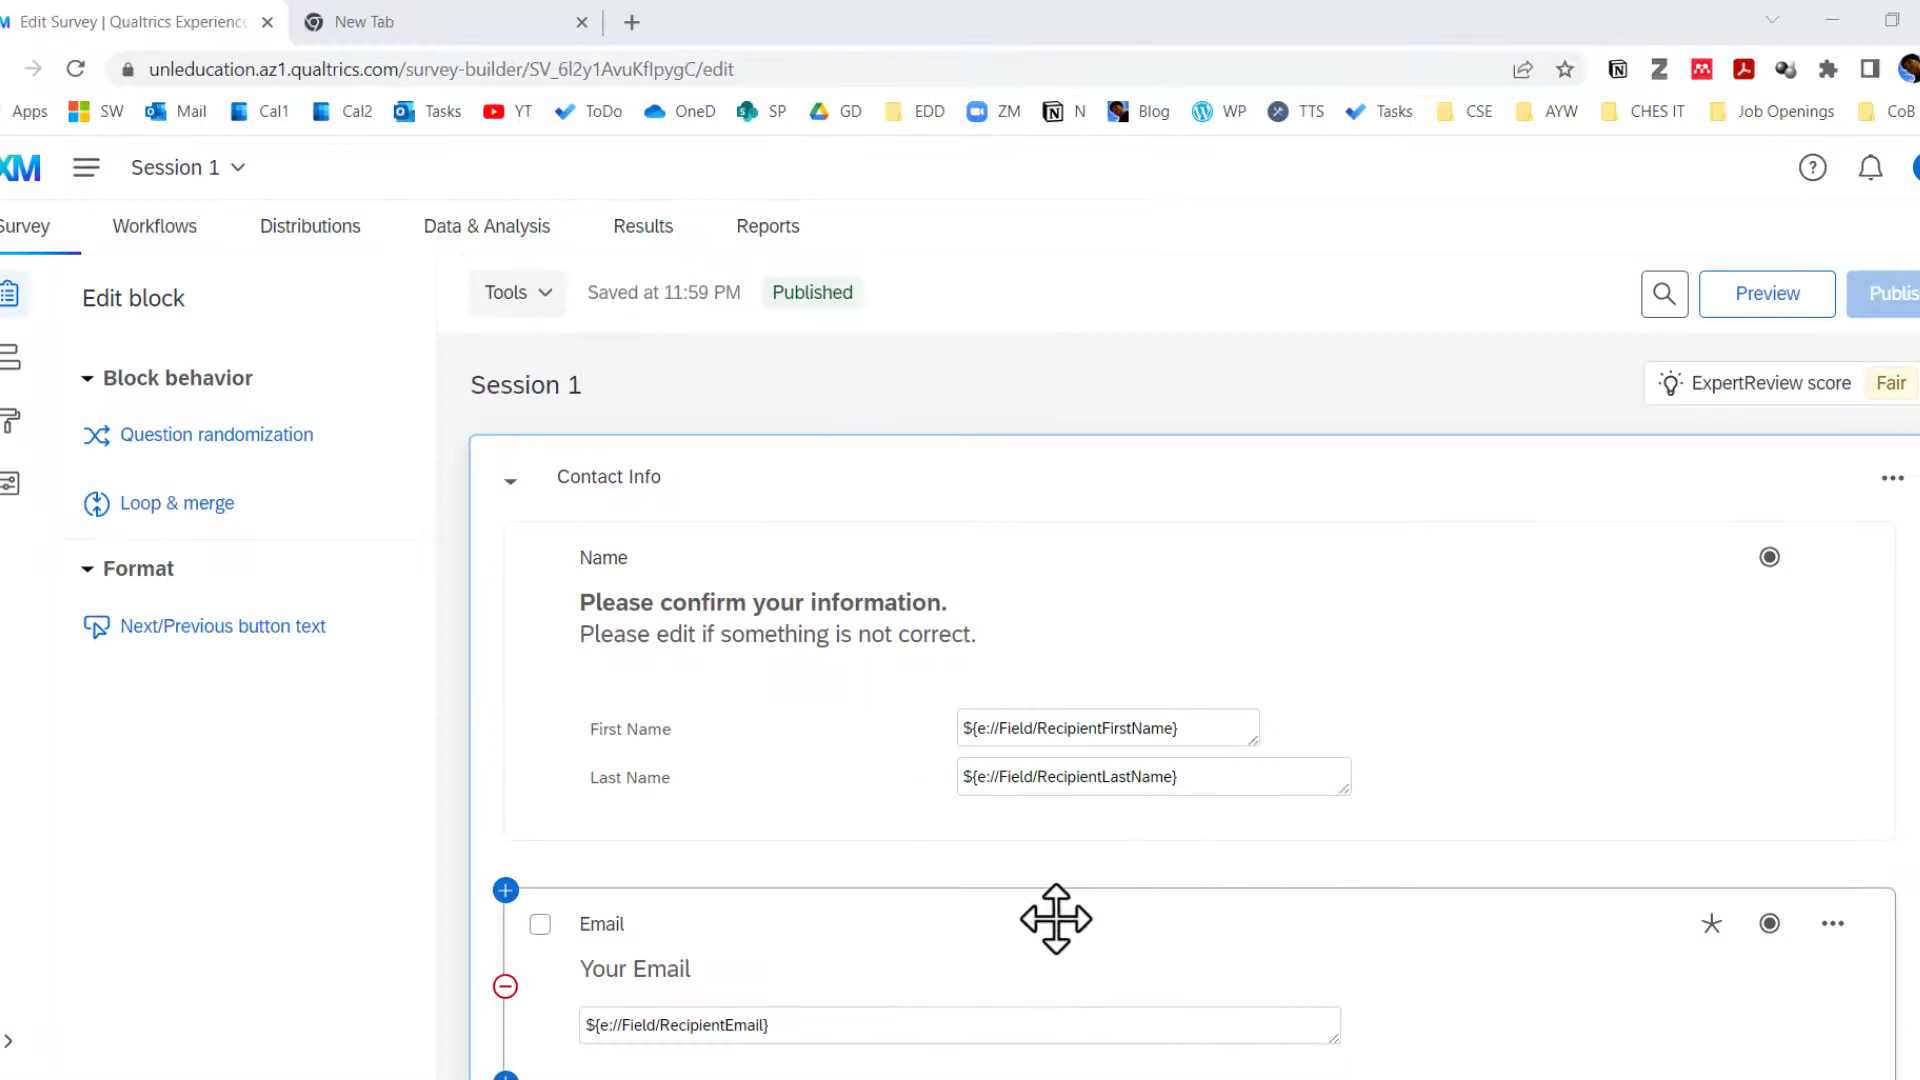 Edit Survey | Qualtrics Experience
New Tab
unleducation.az1.qualtrics.com/survey-builder/SV_6l2y1AvuKfIpygC/edit
Apps SW Mail Cal1 Cal2 Tasks YT ToDo OneD SP GD EDD ZM N Blog WP TTS Tasks CSE AYW CHES IT Job Openings CoB
XM
Session 1
Survey Workflows Distributions Data & Analysis Results Reports
Edit block
Tools Saved at 11:59 PM Published
Preview
Publis
Block behavior
Question randomization
Loop & merge
Format
Next/Previous button text
Session 1
ExpertReview score Fair
Contact Info
Name
Please confirm your information.
Please edit if something is not correct.
First Name ${e://Field/RecipientFirstName}
Last Name ${e://Field/RecipientLastName}
Email
Your Email
${e://Field/RecipientEmail}